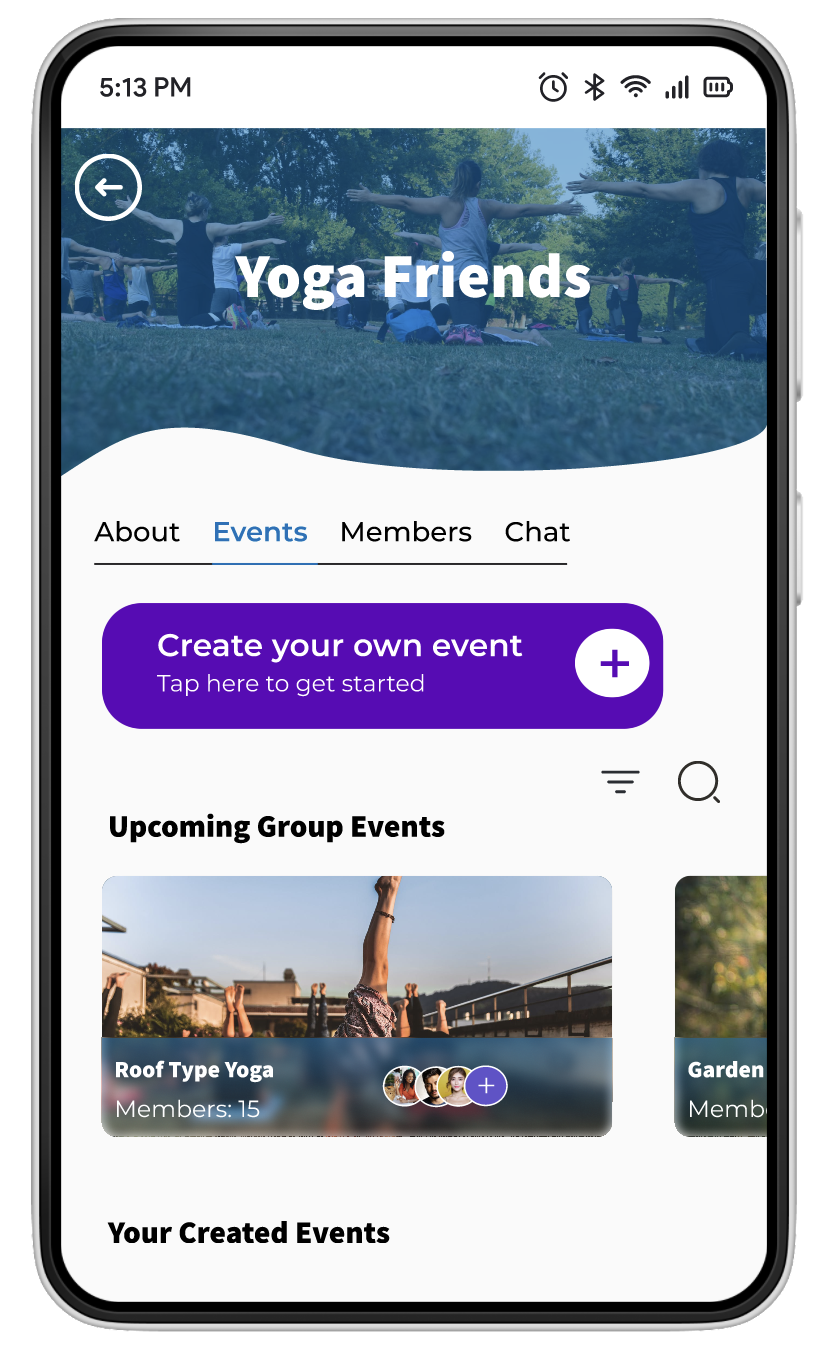 5:13 PM
Yoga Friends
About Events Members Chat
Create your own event
Tap here to get started
Upcoming Group Events
Roof Type Yoga
Members: 15
Garden
Memb
Your Created Events